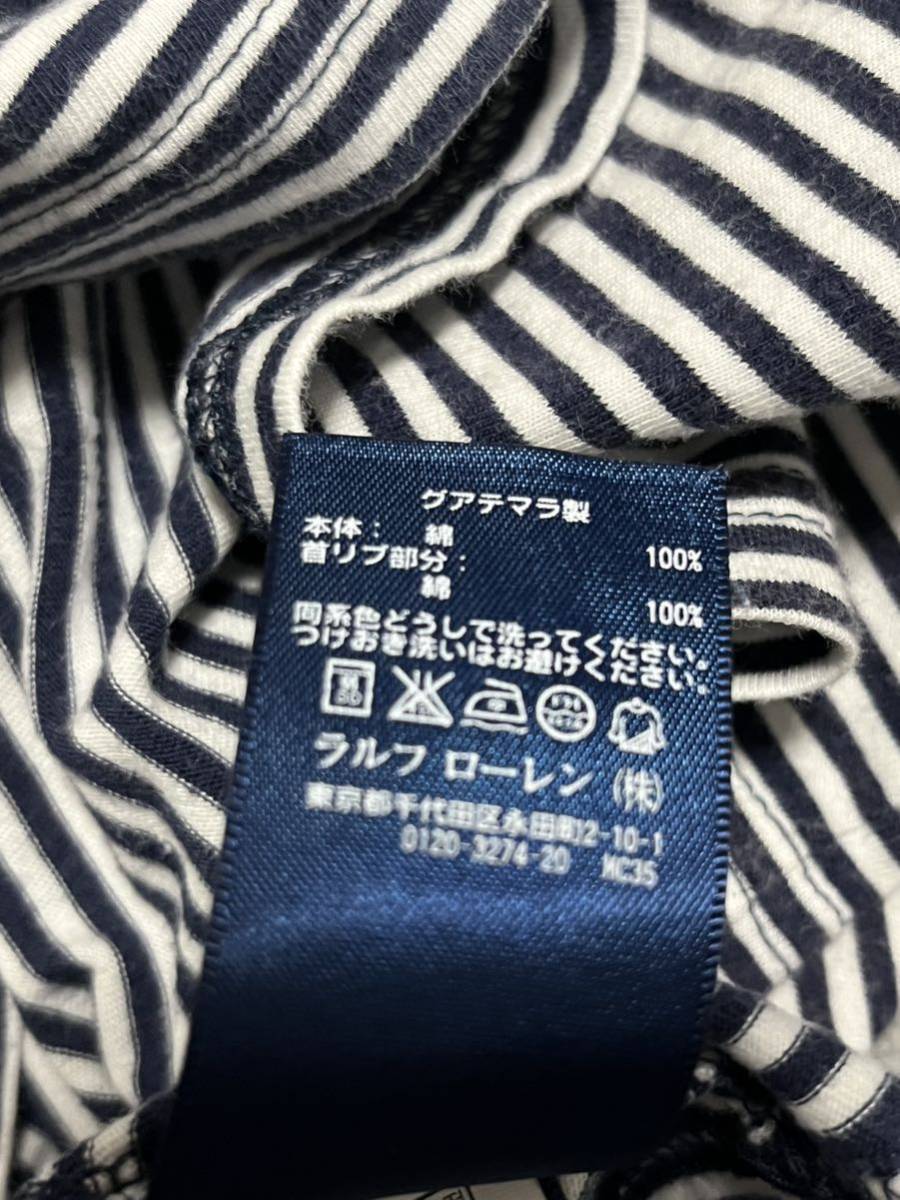 グアテマラ製
本体: 綿 100%
首リブ部分:
綿 100%
同系色どうしで洗ってください。
つけおき洗いはお避けください。
ラルフ ローレン (株)
東京都千代田区永田町2-10-1
0120-3274-20 MC35